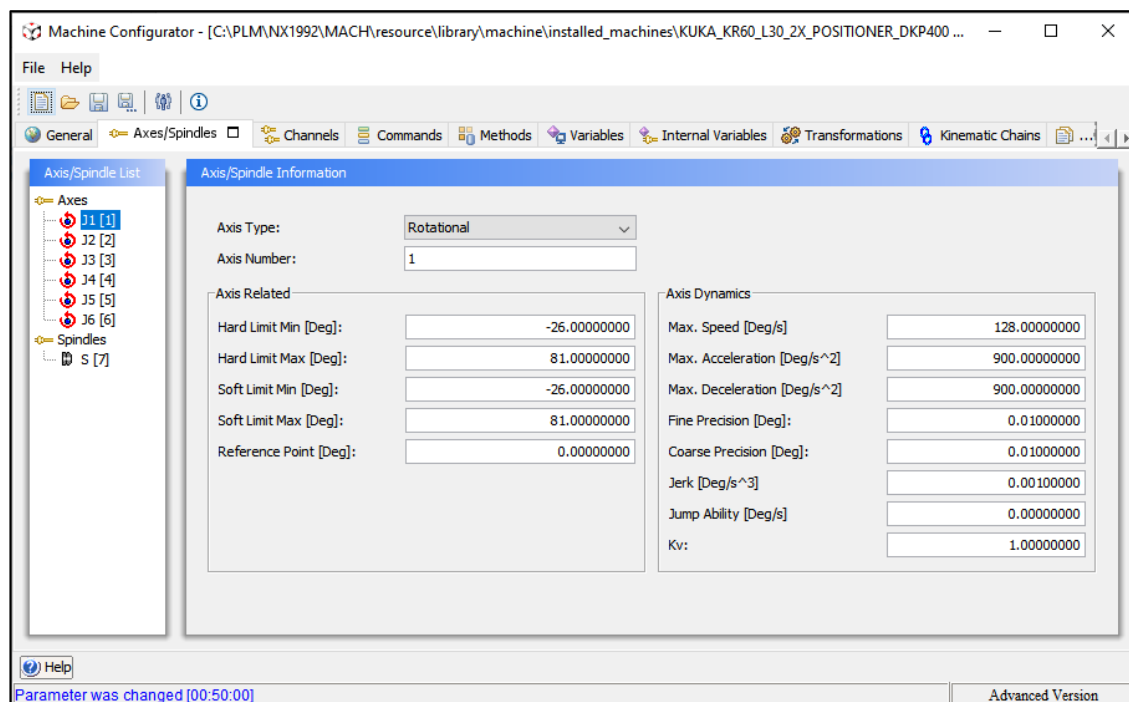 Machine Configurator - [C:\PLM\NX1992\MACH\resource\library\machine\installed_machines\KUKA_KR60_L30_2X_POSITIONER_DKP400 ...
File Help
General Axes/Spindles Channels Commands Methods Variables Internal Variables Transformations Kinematic Chains ...
Axis/Spindle List
Axes
J1 [1]
J2 [2]
J3 [3]
J4 [4]
J5 [5]
J6 [6]
Spindles
S [7]
Axis/Spindle Information
Axis Type: Rotational
Axis Number: 1
Axis Related
Hard Limit Min [Deg]: -26.00000000
Hard Limit Max [Deg]: 81.00000000
Soft Limit Min [Deg]: -26.00000000
Soft Limit Max [Deg]: 81.00000000
Reference Point [Deg]: 0.00000000
Axis Dynamics
Max. Speed [Deg/s] 128.00000000
Max. Acceleration [Deg/s^2] 900.00000000
Max. Deceleration [Deg/s^2] 900.00000000
Fine Precision [Deg]: 0.01000000
Coarse Precision [Deg]: 0.01000000
Jerk [Deg/s^3] 0.00100000
Jump Ability [Deg/s] 0.00000000
Kv: 1.00000000
Help
Parameter was changed [00:50:00] Advanced Version